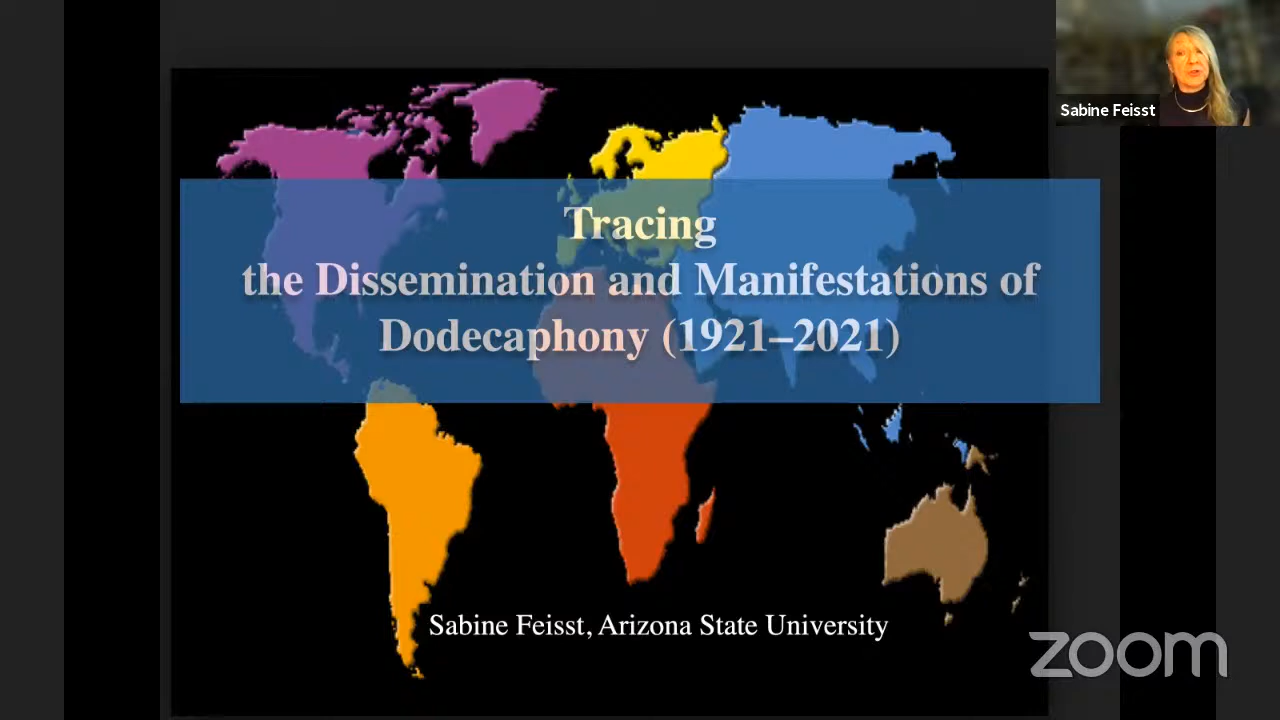 Sabine Feisst
Tracing
the Dissemination and Manifestations of
Dodecaphony (1921–2021)
Sabine Feisst, Arizona State University
zoom